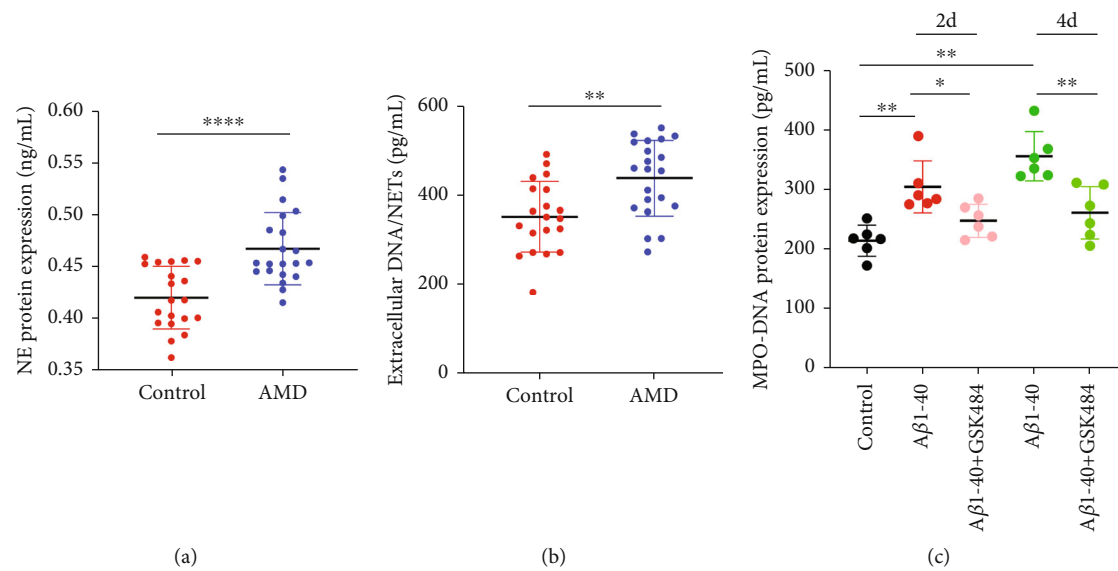 NE protein expression (ng/mL)
0.60
0.55
0.50
0.45
0.40
0.35
****
Control
AMD
(a)
Extracellular DNA/NETs (pg/mL)
600
400
200
0
**
Control
AMD
(b)
MPO-DNA protein expression (pg/mL)
500
400
300
200
100
0
2d
4d
**
**
*
**
Control
Aβ1-40
Aβ1-40+GSK484
Aβ1-40
Aβ1-40+GSK484
(c)